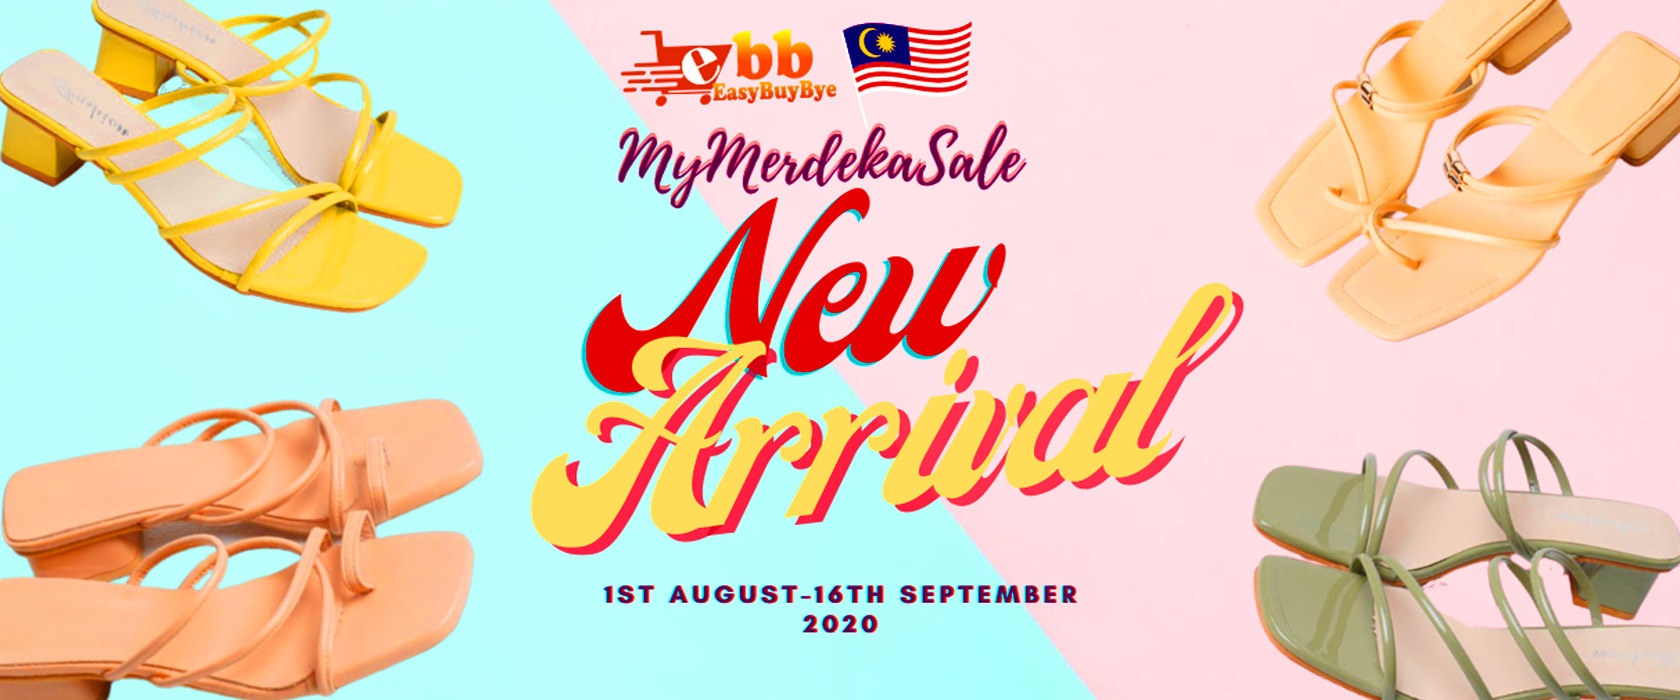 ebb
EasyBuyBye
MyMerdekaSale
New
Arrival
1ST AUGUST-16TH SEPTEMBER
2020